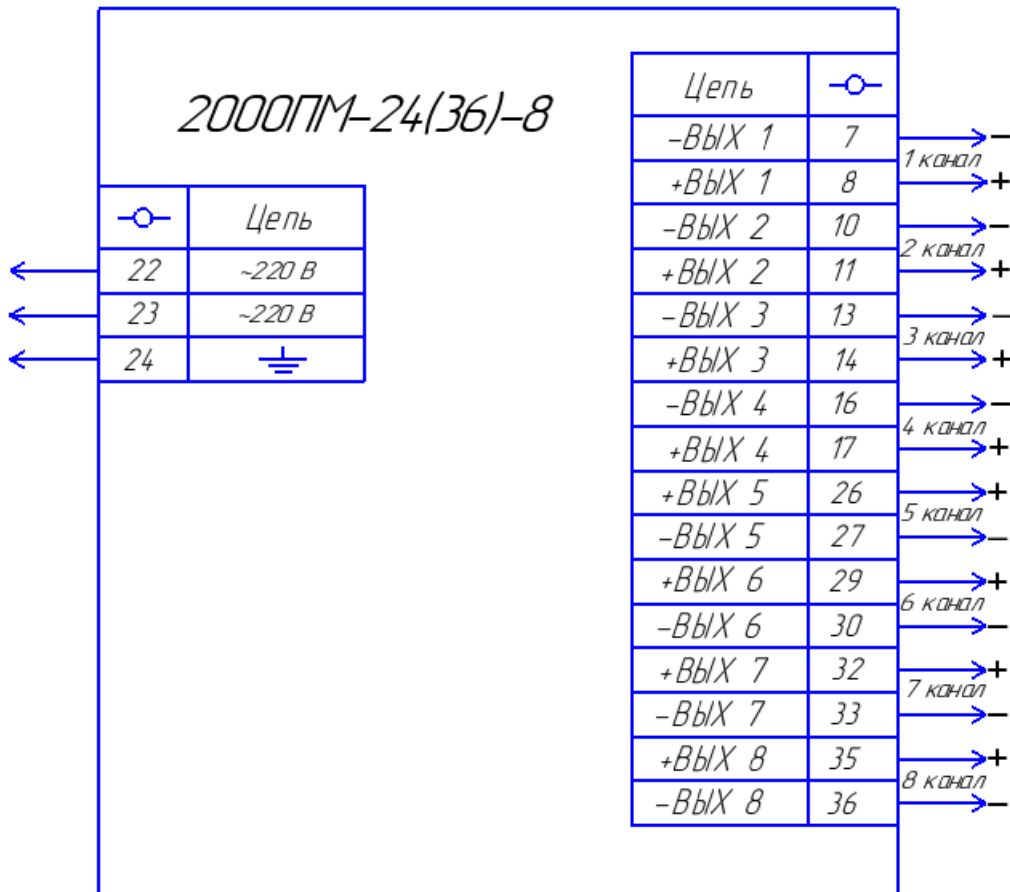 2000ПМ-24(36)-8
Цепь
22 ~220 В
23 ~220 В
24
Цепь
-ВЫХ 1 7 -
1 канал
+ВЫХ 1 8 +
-ВЫХ 2 10 -
2 канал
+ВЫХ 2 11 +
-ВЫХ 3 13 -
3 канал
+ВЫХ 3 14 +
-ВЫХ 4 16 -
4 канал
+ВЫХ 4 17 +
+ВЫХ 5 26 +
5 канал
-ВЫХ 5 27 -
+ВЫХ 6 29 +
6 канал
-ВЫХ 6 30 -
+ВЫХ 7 32 +
7 канал
-ВЫХ 7 33 -
+ВЫХ 8 35 +
8 канал
-ВЫХ 8 36 -